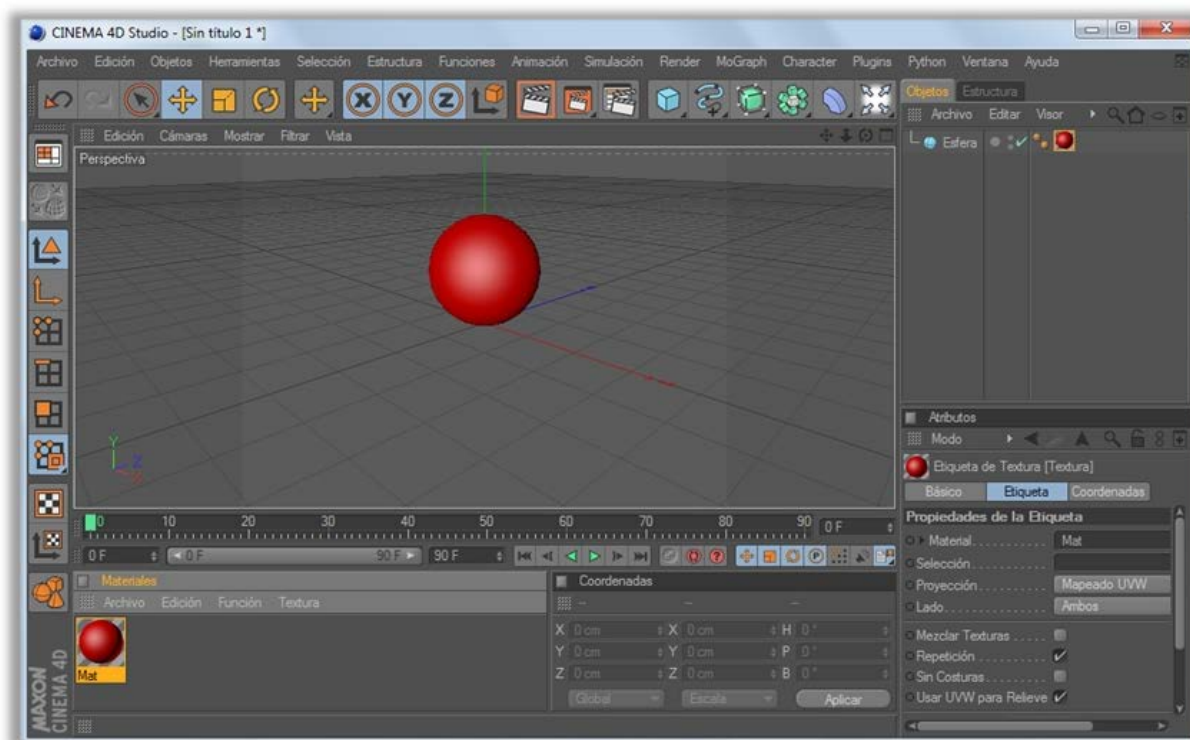 CINEMA 4D Studio - [Sin título 1 *]
Archivo Edición Objetos Herramientas Selección Estructura Funciones Animación Simulación Render MoGraph Character Plugins Python Ventana Ayuda
Objetos Estructura
Archivo Editar Visor
Esfera
Edición Cámaras Mostrar Filtrar Vista
Perspectiva
Y
Z
X
X Y Z
Atributos
Modo
Etiqueta de Textura [Textura]
Básico Etiqueta Coordenadas
Propiedades de la Etiqueta
Material Mat
Selección
Proyección Mapeado UVW
Lado Ambos
Mezclar Texturas
Repetición
Sin Costuras
Usar UVW para Relieve
0 10 20 30 40 50 60 70 80 90 0 F
0 F 0 F 90 F 90 F
Materiales
Archivo Edición Función Textura
Mat
Coordenadas
X 0 cm X 0 cm H 0 °
Y 0 cm Y 0 cm P 0 °
Z 0 cm Z 0 cm B 0 °
Global Escala Aplicar
MAXON
CINEMA 4D